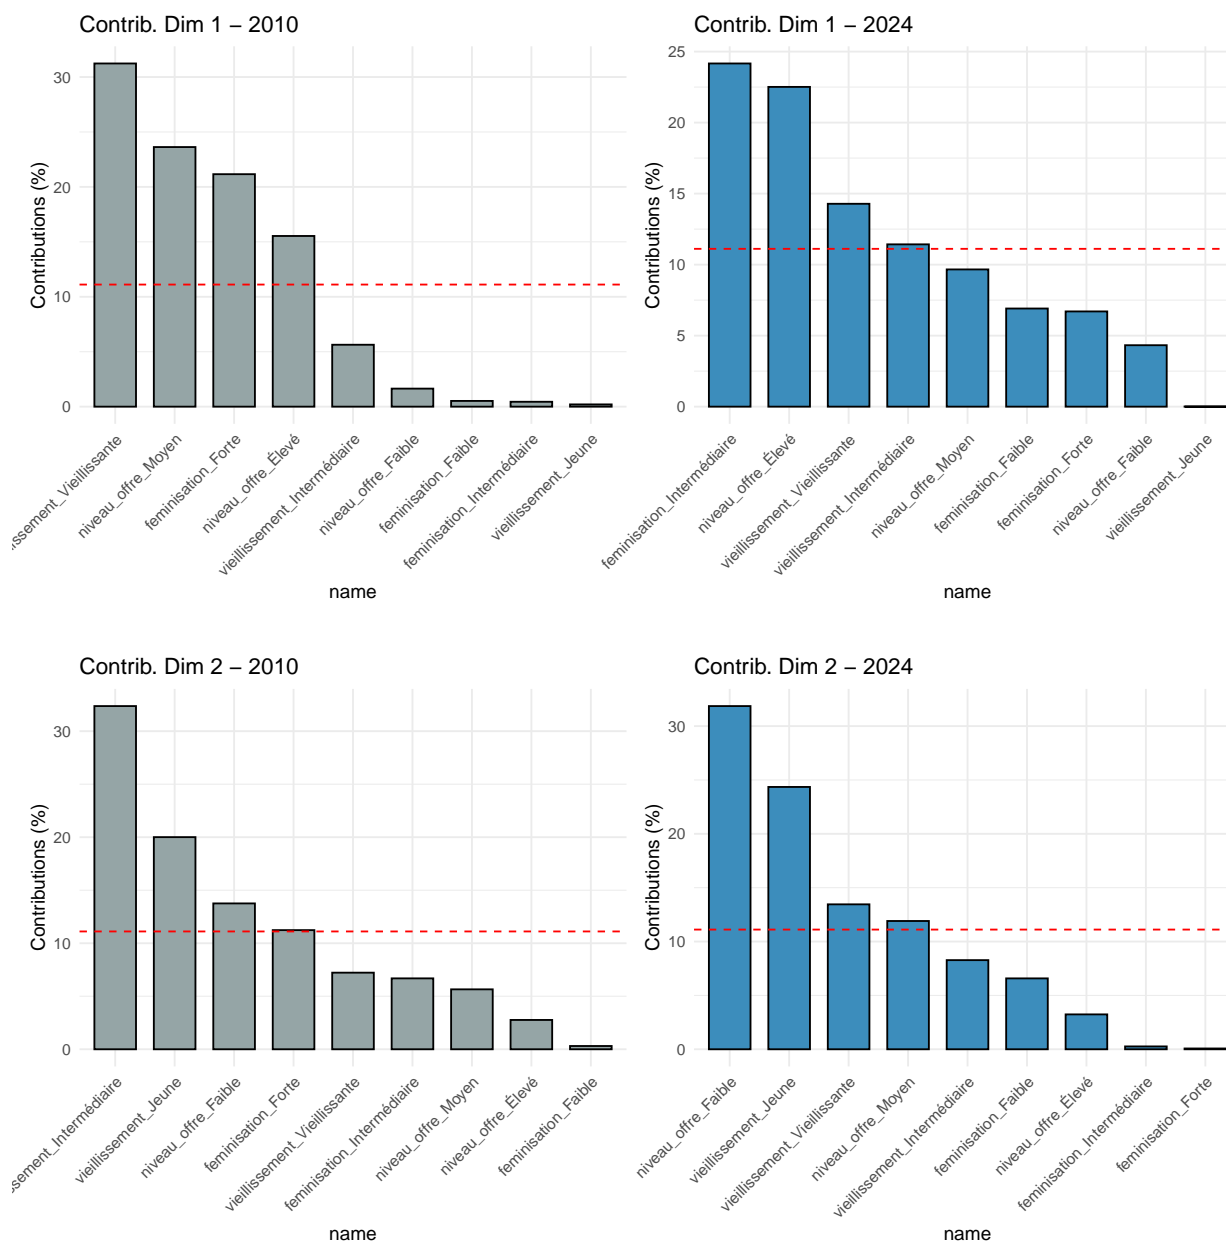 Contrib. Dim 1 – 2010
Contributions (%)
30
20
10
0
issement_Vieillissante
niveau_offre_Moyen
feminisation_Forte
niveau_offre_Élevé
vieillissement_Intermédiaire
niveau_offre_Faible
feminisation_Faible
feminisation_Intermédiaire
vieillissement_Jeune
name
Contrib. Dim 1 – 2024
Contributions (%)
25
20
15
10
5
0
feminisation_Intermédiaire
niveau_offre_Élevé
vieillissement_Vieillissante
vieillissement_Intermédiaire
niveau_offre_Moyen
feminisation_Faible
feminisation_Forte
niveau_offre_Faible
vieillissement_Jeune
name
Contrib. Dim 2 – 2010
Contributions (%)
30
20
10
0
ssement_Intermédiaire
vieillissement_Jeune
niveau_offre_Faible
feminisation_Forte
vieillissement_Vieillissante
feminisation_Intermédiaire
niveau_offre_Moyen
niveau_offre_Élevé
feminisation_Faible
name
Contrib. Dim 2 – 2024
Contributions (%)
30
20
10
0
niveau_offre_Faible
vieillissement_Jeune
vieillissement_Vieillissante
niveau_offre_Moyen
vieillissement_Intermédiaire
feminisation_Faible
niveau_offre_Élevé
feminisation_Intermédiaire
feminisation_Forte
name